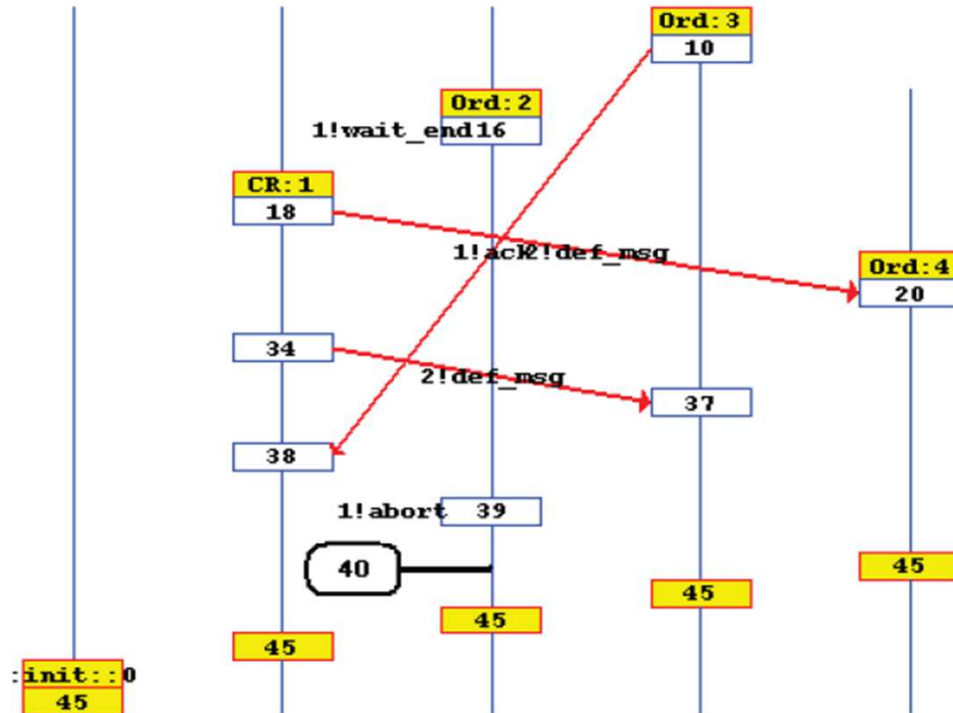 Ord:3
10
Ord:2
1!wait_end16
CR:1
18
1!ack2!def_msg
Ord:4
20
34
2!def_msg
37
38
1!abort 39
40
45
45
45
45
:init::0
45